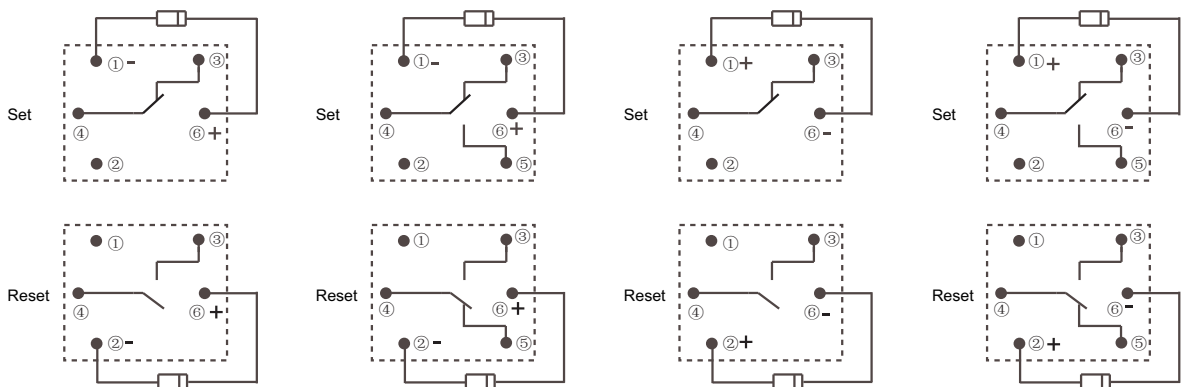 ①- ③ ①- ③ ①+ ③ ①+ ③
Set Set Set Set
④ ⑥+ ④ ⑥+ ④ ⑥- ④ ⑥-
② ② ⑤ ② ② ⑤
① ③ ① ③ ① ③ ① ③
Reset Reset Reset Reset
④ ⑥+ ④ ⑥+ ④ ⑥- ④ ⑥-
②- ②- ⑤ ②+ ②+ ⑤